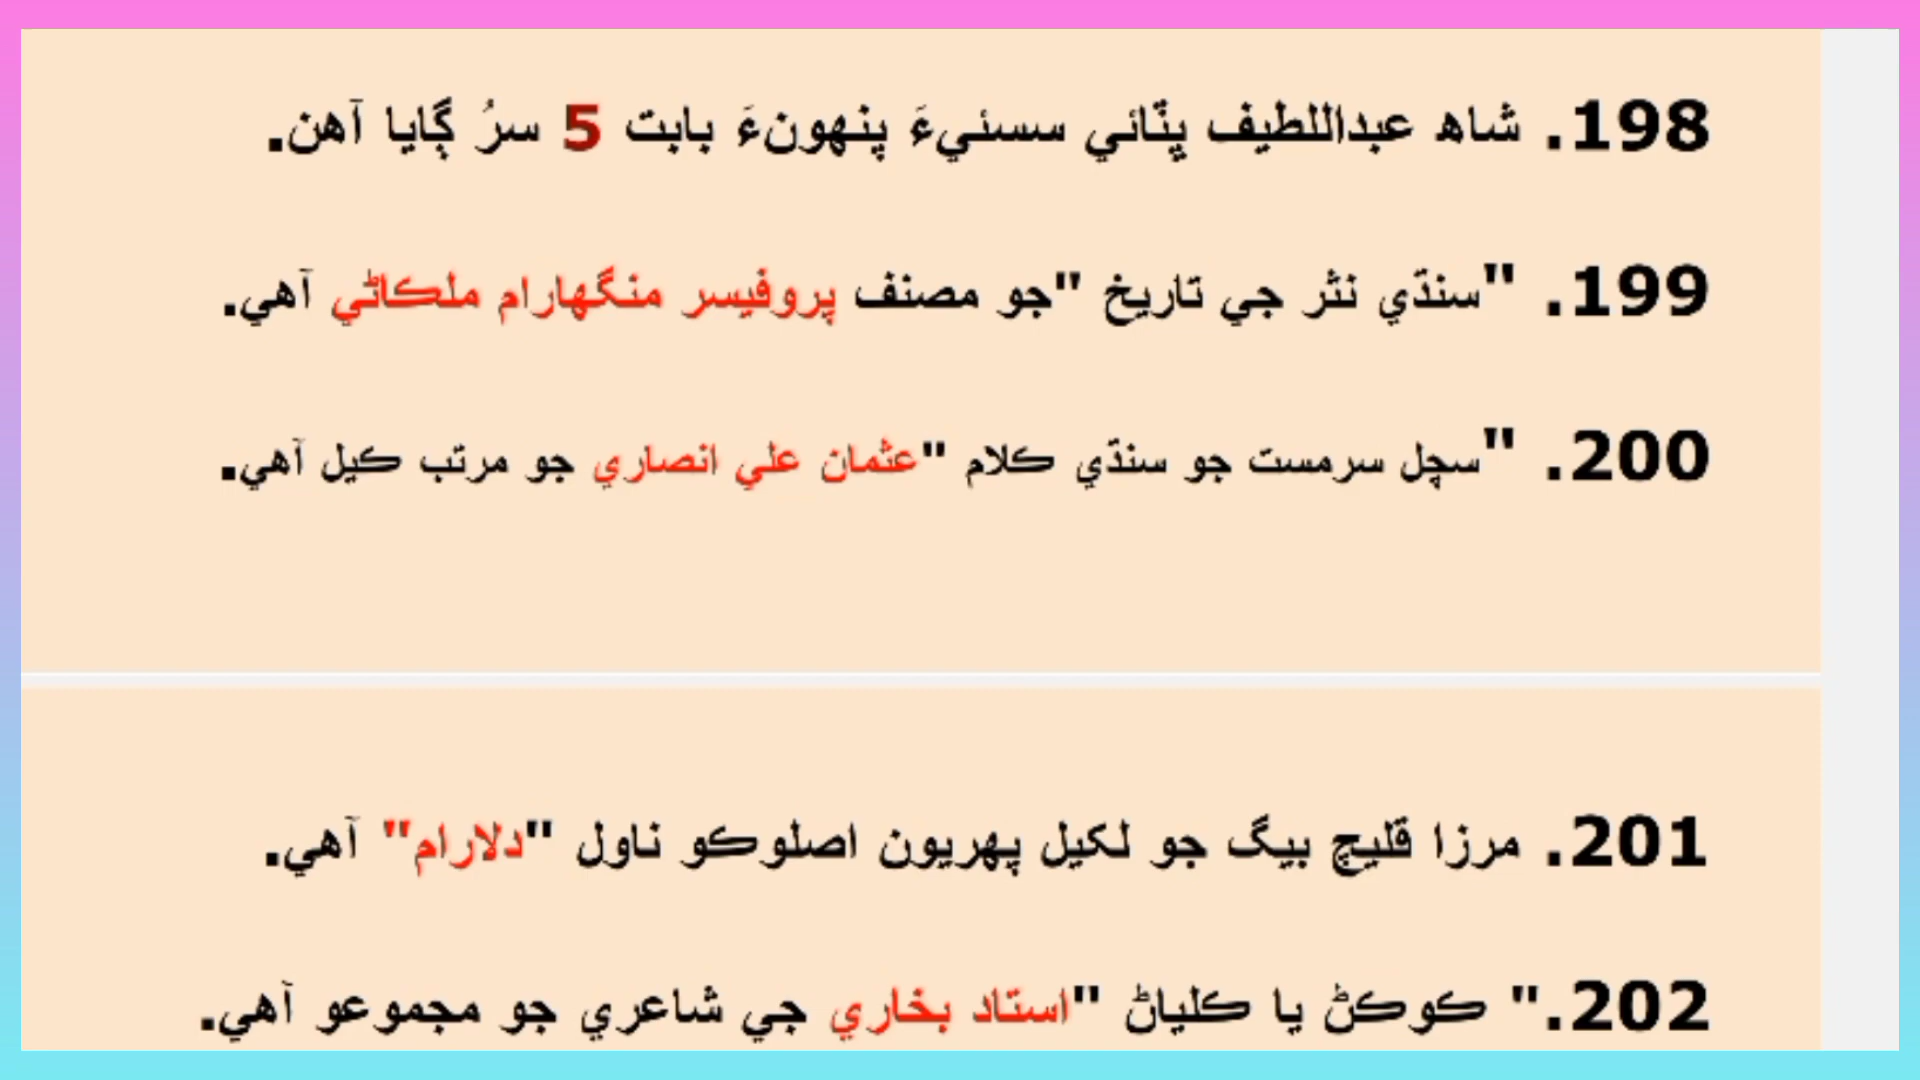 198. شاھ عبداللطيف ڀٽائي سسئيءَ پنهونءَ بابت 5 سرُ ڳايا آهن.
199. "سنڌي نثر جي تاريخ "جو مصنف پروفيسر منگهارام ملڪاڻي آهي.
200. "سچل سرمست جو سنڌي ڪلام "عثمان علي انصاري جو مرتب ڪيل آهي.
201. مرزا قليچ بيگ جو لکيل پهريون اصلوڪو ناول "دلارام" آهي.
202." ڪوڪڻ يا ڪلياڻ "استاد بخاري جي شاعري جو مجموعو آهي.